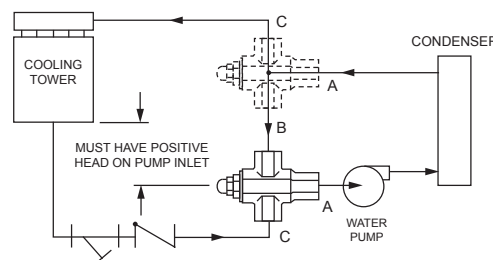 C
CONDENSER
COOLING
TOWER
A
B
MUST HAVE POSITIVE
HEAD ON PUMP INLET
A
WATER
PUMP
C